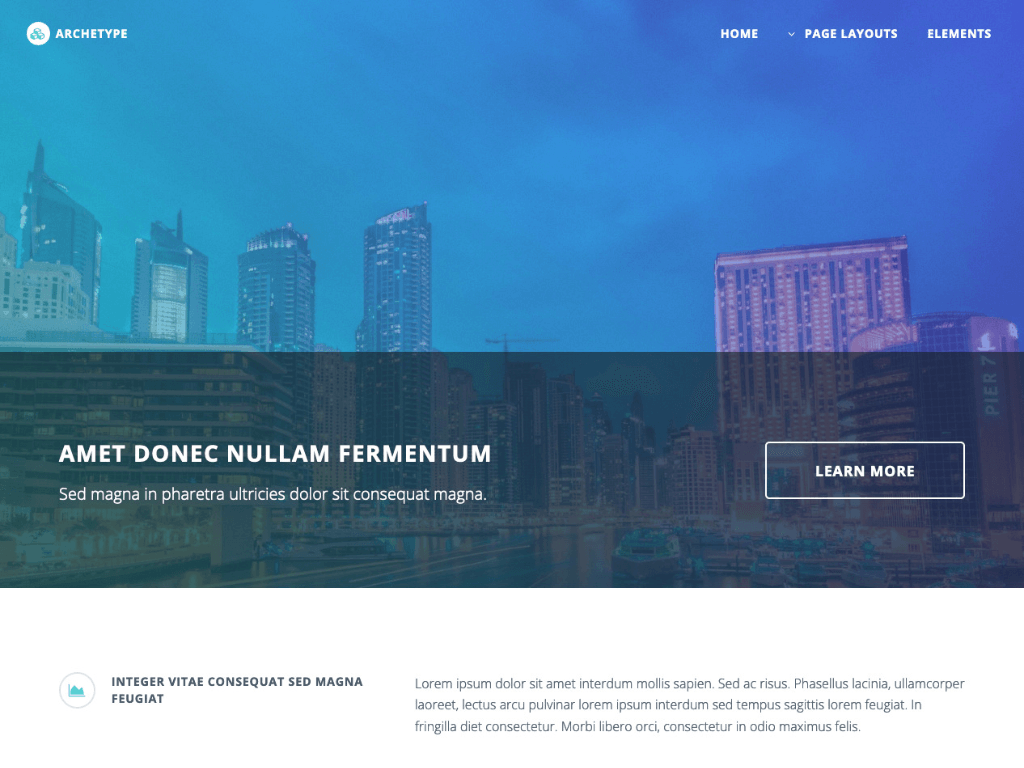 ARCHETYPE
HOME
PAGE LAYOUTS
ELEMENTS
PIER 7
AMET DONEC NULLAM FERMENTUM
Sed magna in pharetra ultricies dolor sit consequat magna.
LEARN MORE
INTEGER VITAE CONSEQUAT SED MAGNA
FEUGIAT
Lorem ipsum dolor sit amet interdum mollis sapien. Sed ac risus. Phasellus lacinia, ullamcorper
laoreet, lectus arcu pulvinar lorem ipsum interdum sed tempus sagittis lorem feugiat. In
fringilla diet consectetur. Morbi libero orci, consectetur in odio maximus felis.